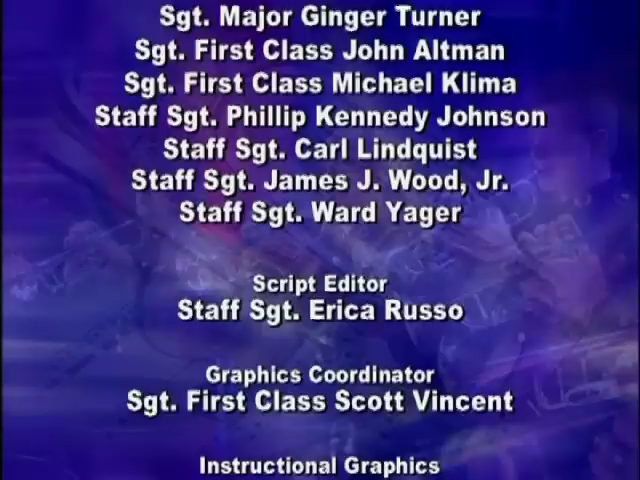 Sgt. Major Ginger Turner
Sgt. First Class John Altman
Sgt. First Class Michael Klima
Staff Sgt. Phillip Kennedy Johnson
Staff Sgt. Carl Lindquist
Staff Sgt. James J. Wood, Jr.
Staff Sgt. Ward Yager
Script Editor
Staff Sgt. Erica Russo
Graphics Coordinator
Sgt. First Class Scott Vincent
Instructional Graphics